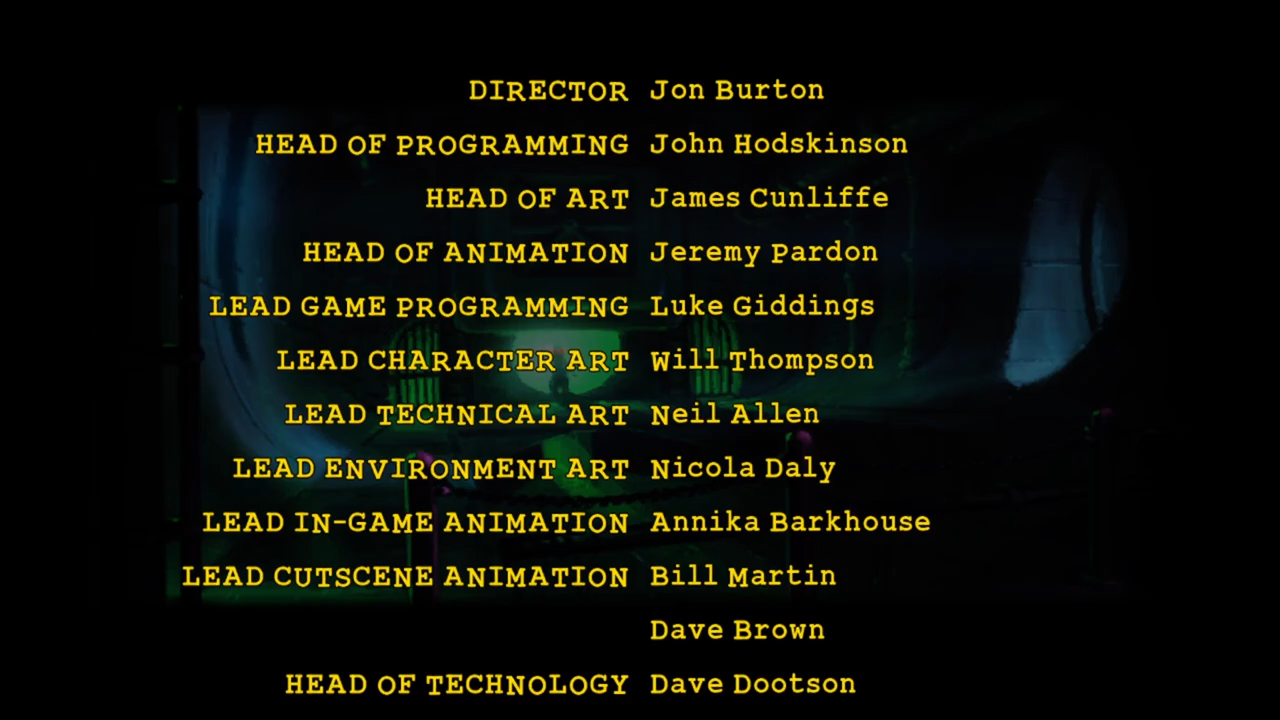 DIRECTOR Jon Burton
HEAD OF PROGRAMMING John Hodskinson
HEAD OF ART James Cunliffe
HEAD OF ANIMATION Jeremy Pardon
LEAD GAME PROGRAMMING Luke Giddings
LEAD CHARACTER ART Will Thompson
LEAD TECHNICAL ART Neil Allen
LEAD ENVIRONMENT ART Nicola Daly
LEAD IN-GAME ANIMATION Annika Barkhouse
LEAD CUTSCENE ANIMATION Bill Martin
Dave Brown
HEAD OF TECHNOLOGY Dave Dootson